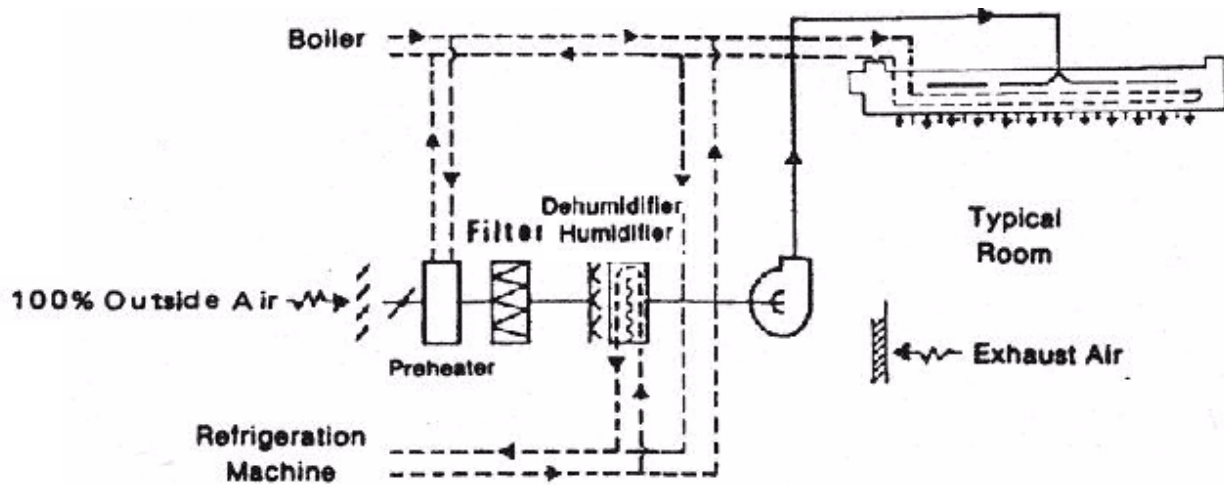 Boiler
Dehumidifier
Filter Humidifier
Typical
Room
100% Outside Air
Preheater
Exhaust Air
Refrigeration
Machine